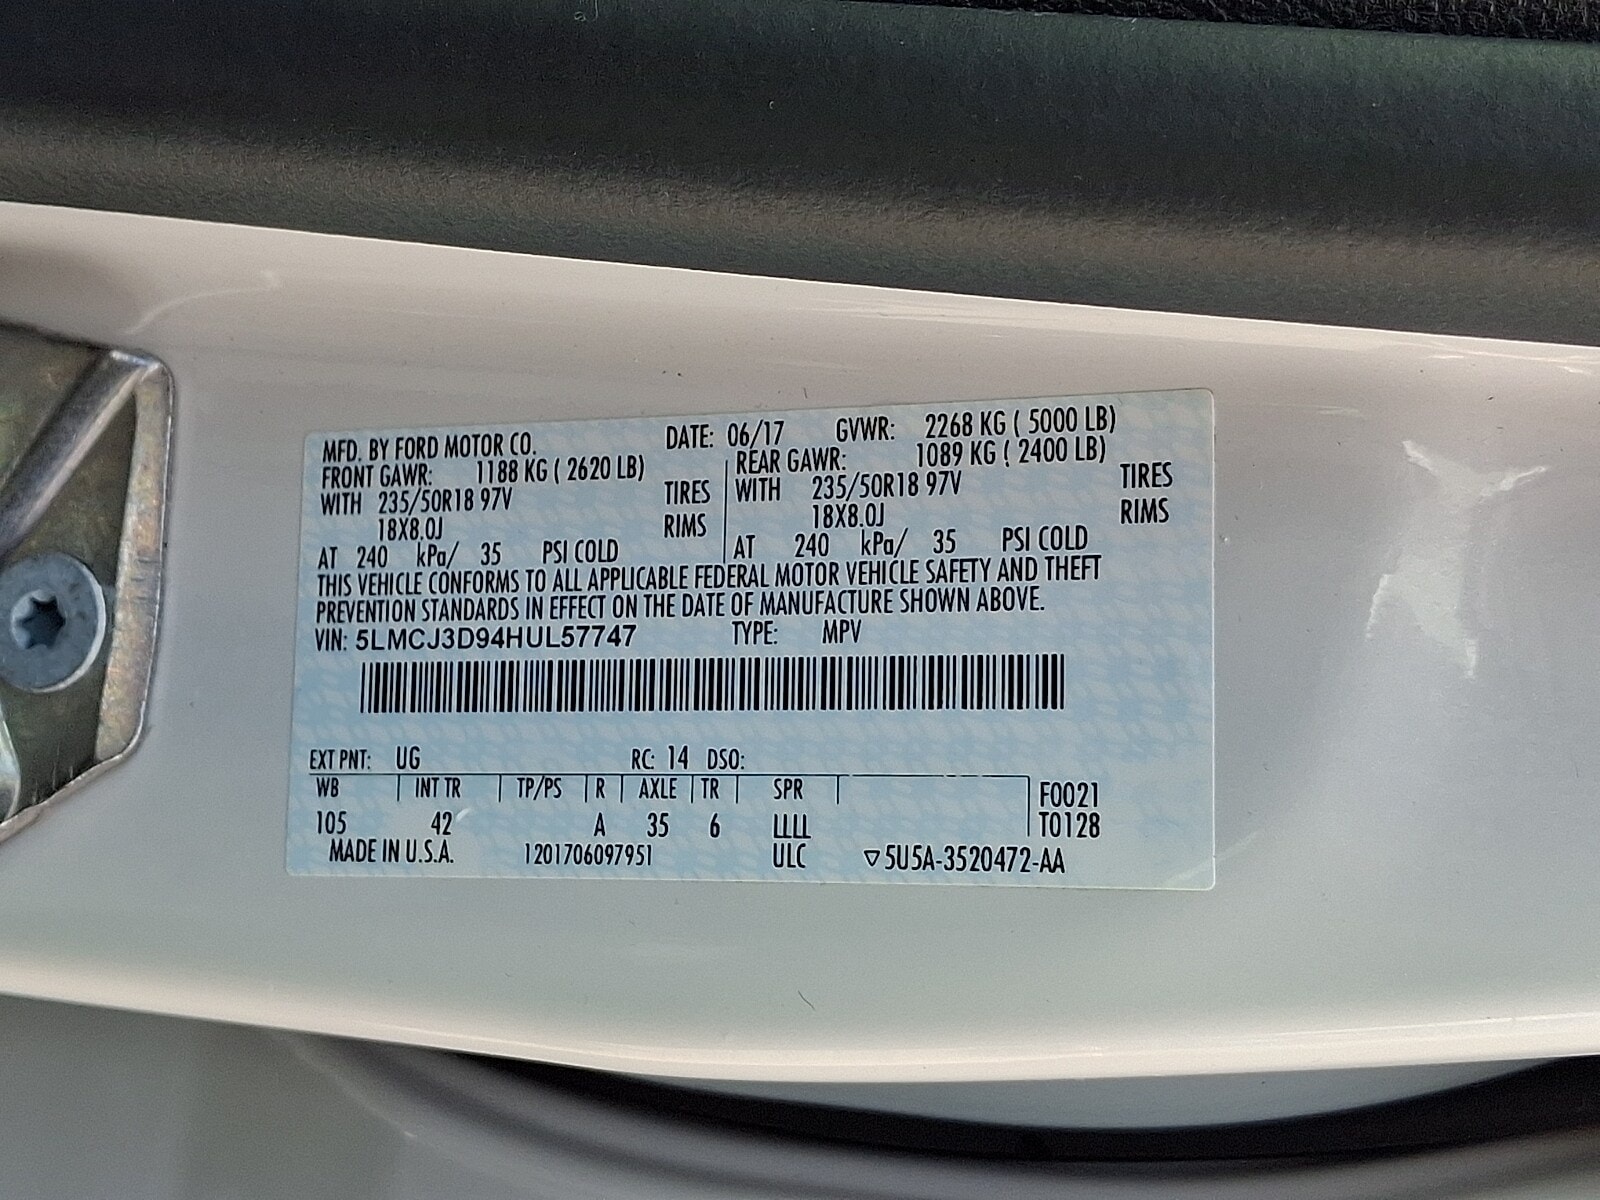 MFD. BY FORD MOTOR CO. DATE: 06/17 GVWR: 2268 KG ( 5000 LB)
FRONT GAWR: 1188 KG ( 2620 LB) REAR GAWR: 1089 KG ( 2400 LB)
WITH 235/50R18 97V TIRES WITH 235/50R18 97V TIRES
18X8.0J RIMS 18X8.0J RIMS
AT 240 kPa/ 35 PSI COLD AT 240 kPa/ 35 PSI COLD
THIS VEHICLE CONFORMS TO ALL APPLICABLE FEDERAL MOTOR VEHICLE SAFETY AND THEFT
PREVENTION STANDARDS IN EFFECT ON THE DATE OF MANUFACTURE SHOWN ABOVE.
VIN: 5LMCJ3D94HUL57747 TYPE: MPV
EXT PNT: UG RC: 14 DSO:
WB INT TR TP/PS R AXLE TR SPR F0021
105 42 A 35 6 LLLL T0128
MADE IN U.S.A. 1201706097951 ULC ▽5U5A-3520472-AA